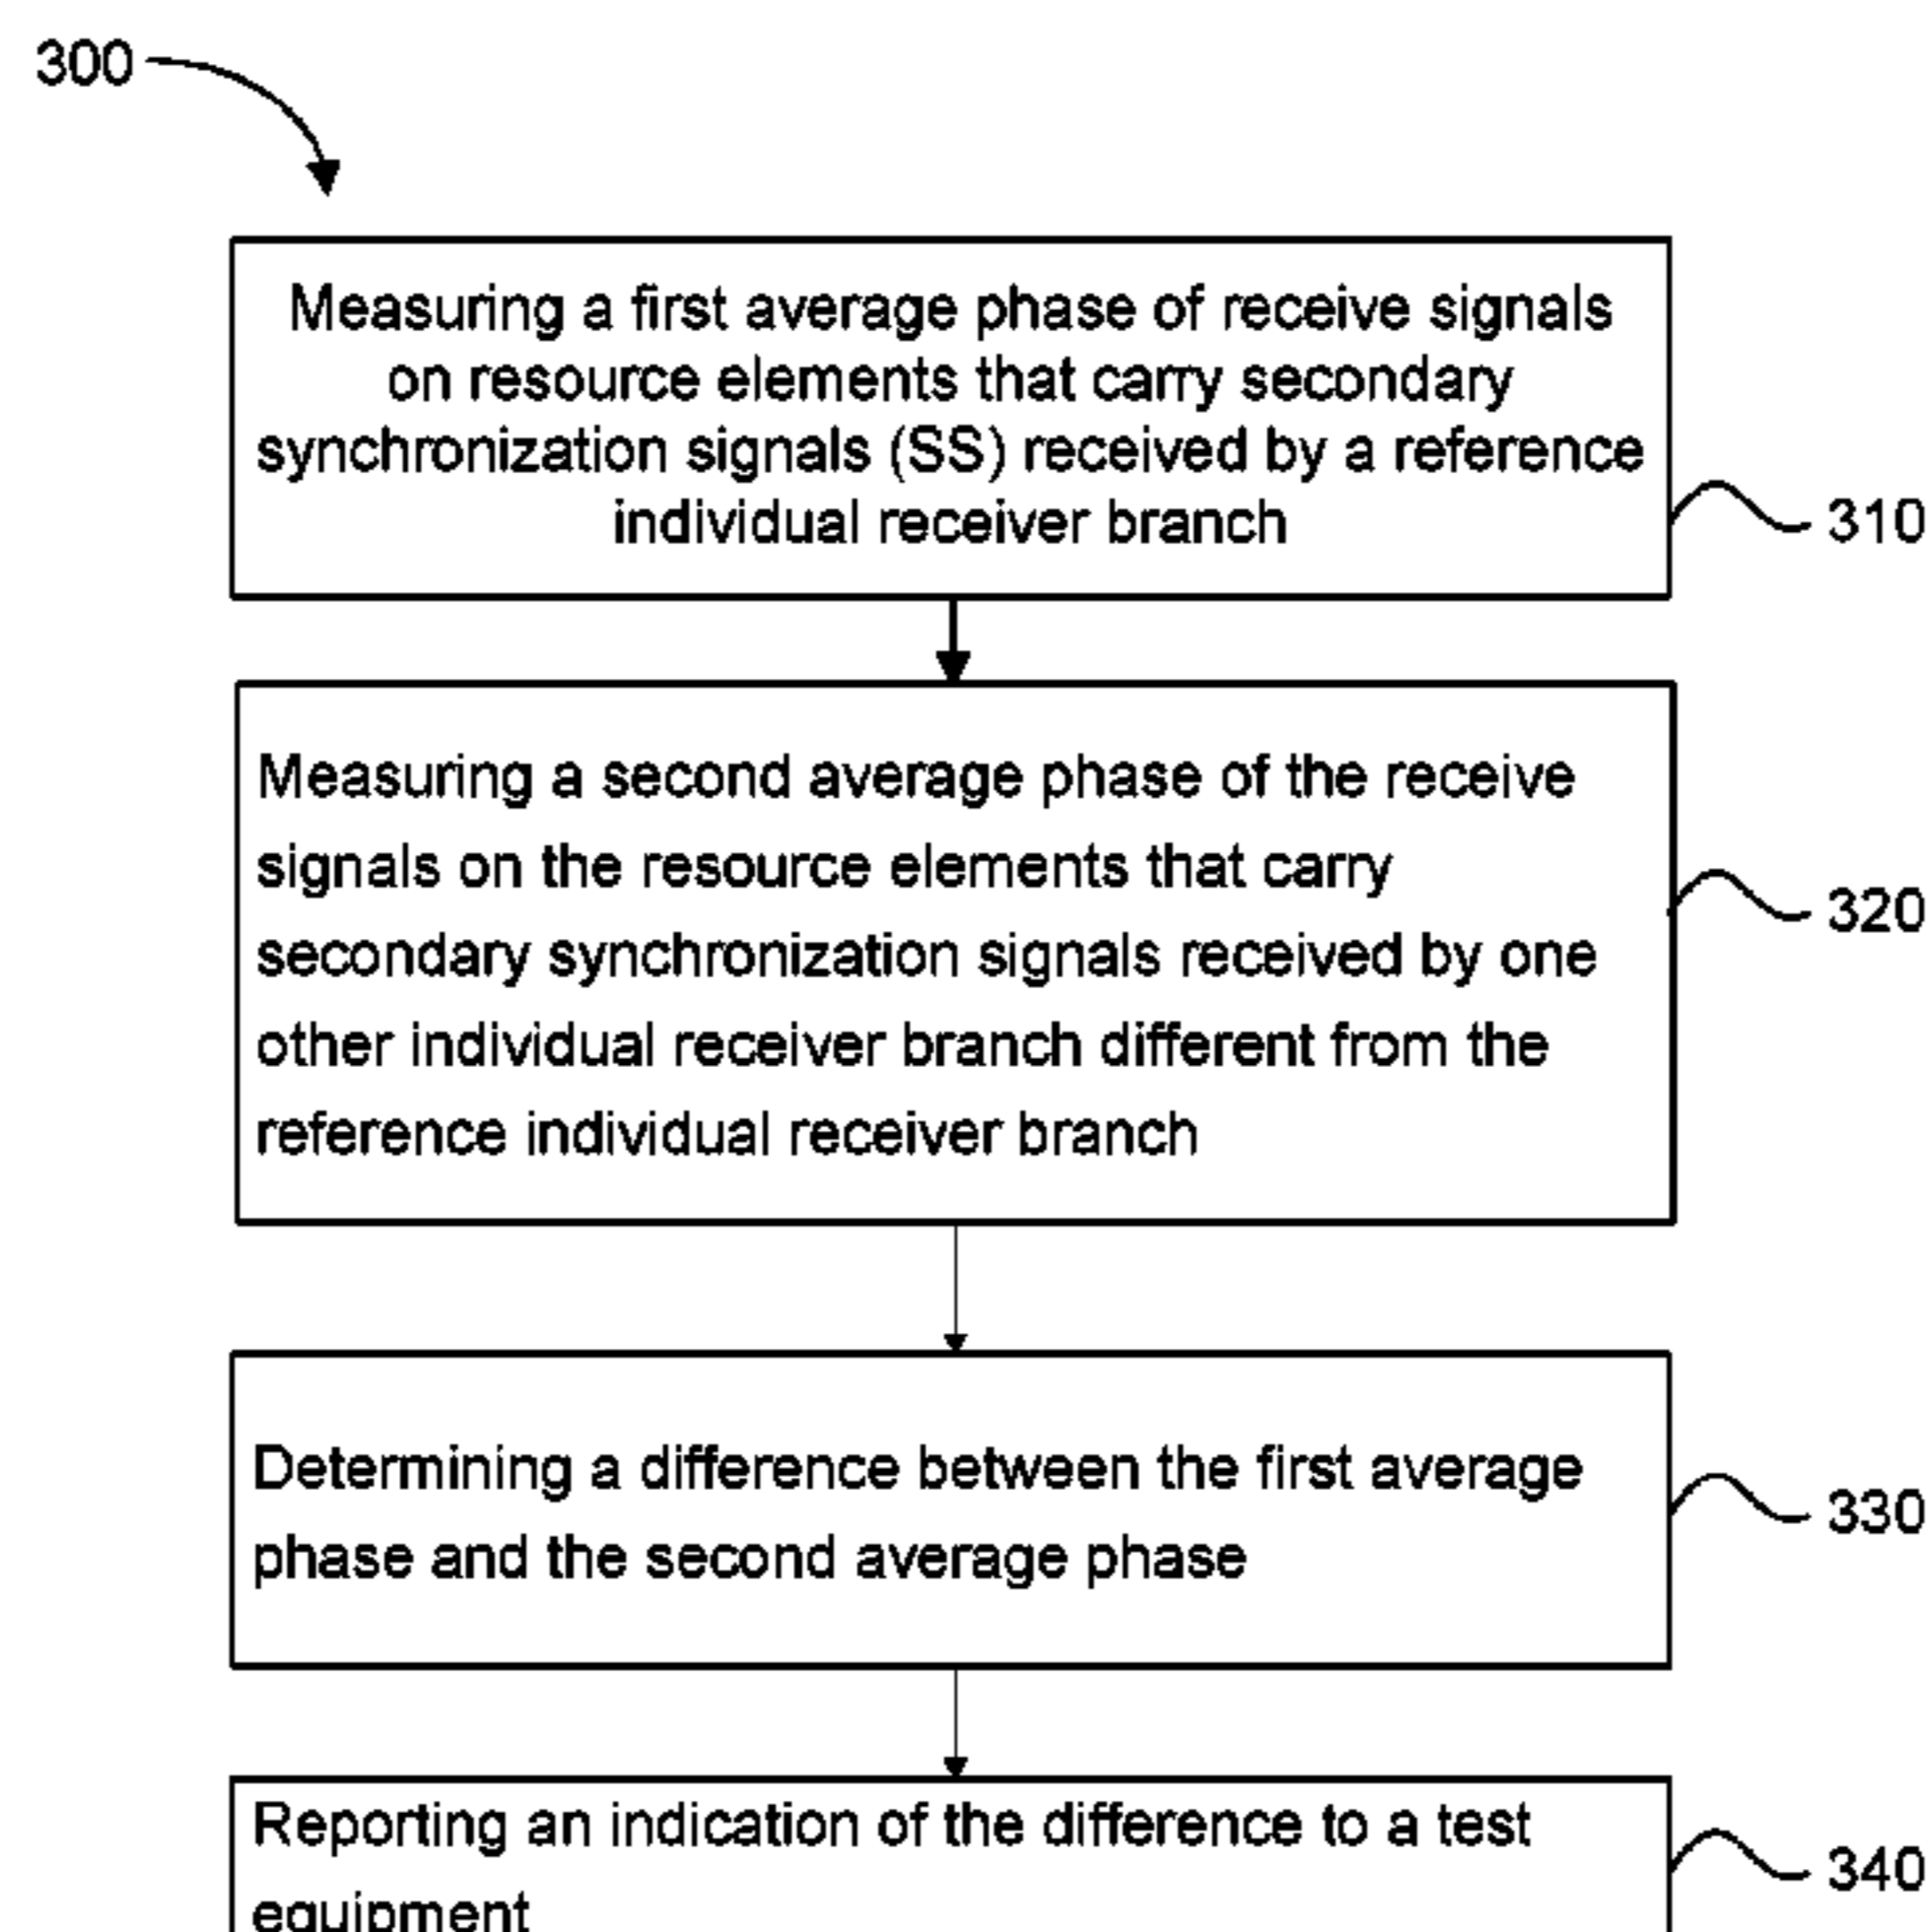 300
Measuring a first average phase of receive signals
on resource elements that carry secondary
synchronization signals (SS) received by a reference
individual receiver branch
310
Measuring a second average phase of the receive
signals on the resource elements that carry
secondary synchronization signals received by one
other individual receiver branch different from the
reference individual receiver branch
320
Determining a difference between the first average
phase and the second average phase
330
Reporting an indication of the difference to a test
equipment
340